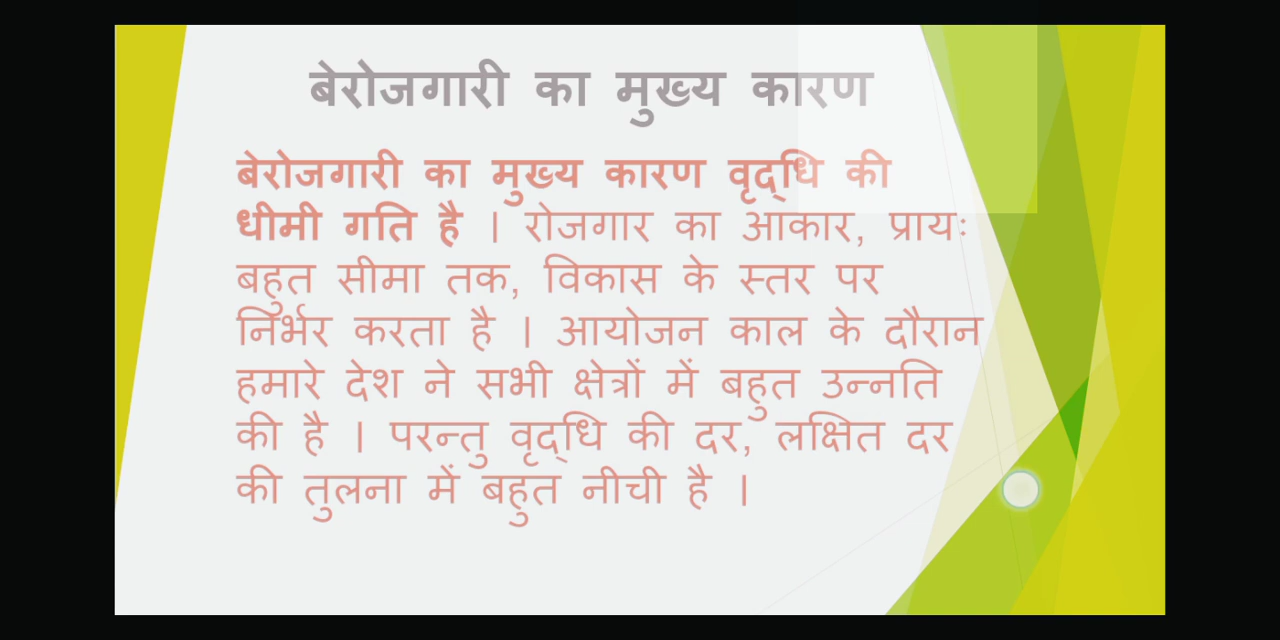 बेरोजगारी का मुख्य कारण
बेरोजगारी का मुख्य कारण वृद्धि की
धीमी गति है । रोजगार का आकार, प्रायः
बहुत सीमा तक, विकास के स्तर पर
निर्भर करता है । आयोजन काल के दौरान
हमारे देश ने सभी क्षेत्रों में बहुत उन्नति
की है । परन्तु वृद्धि की दर, लक्षित दर
की तुलना में बहुत नीची है ।